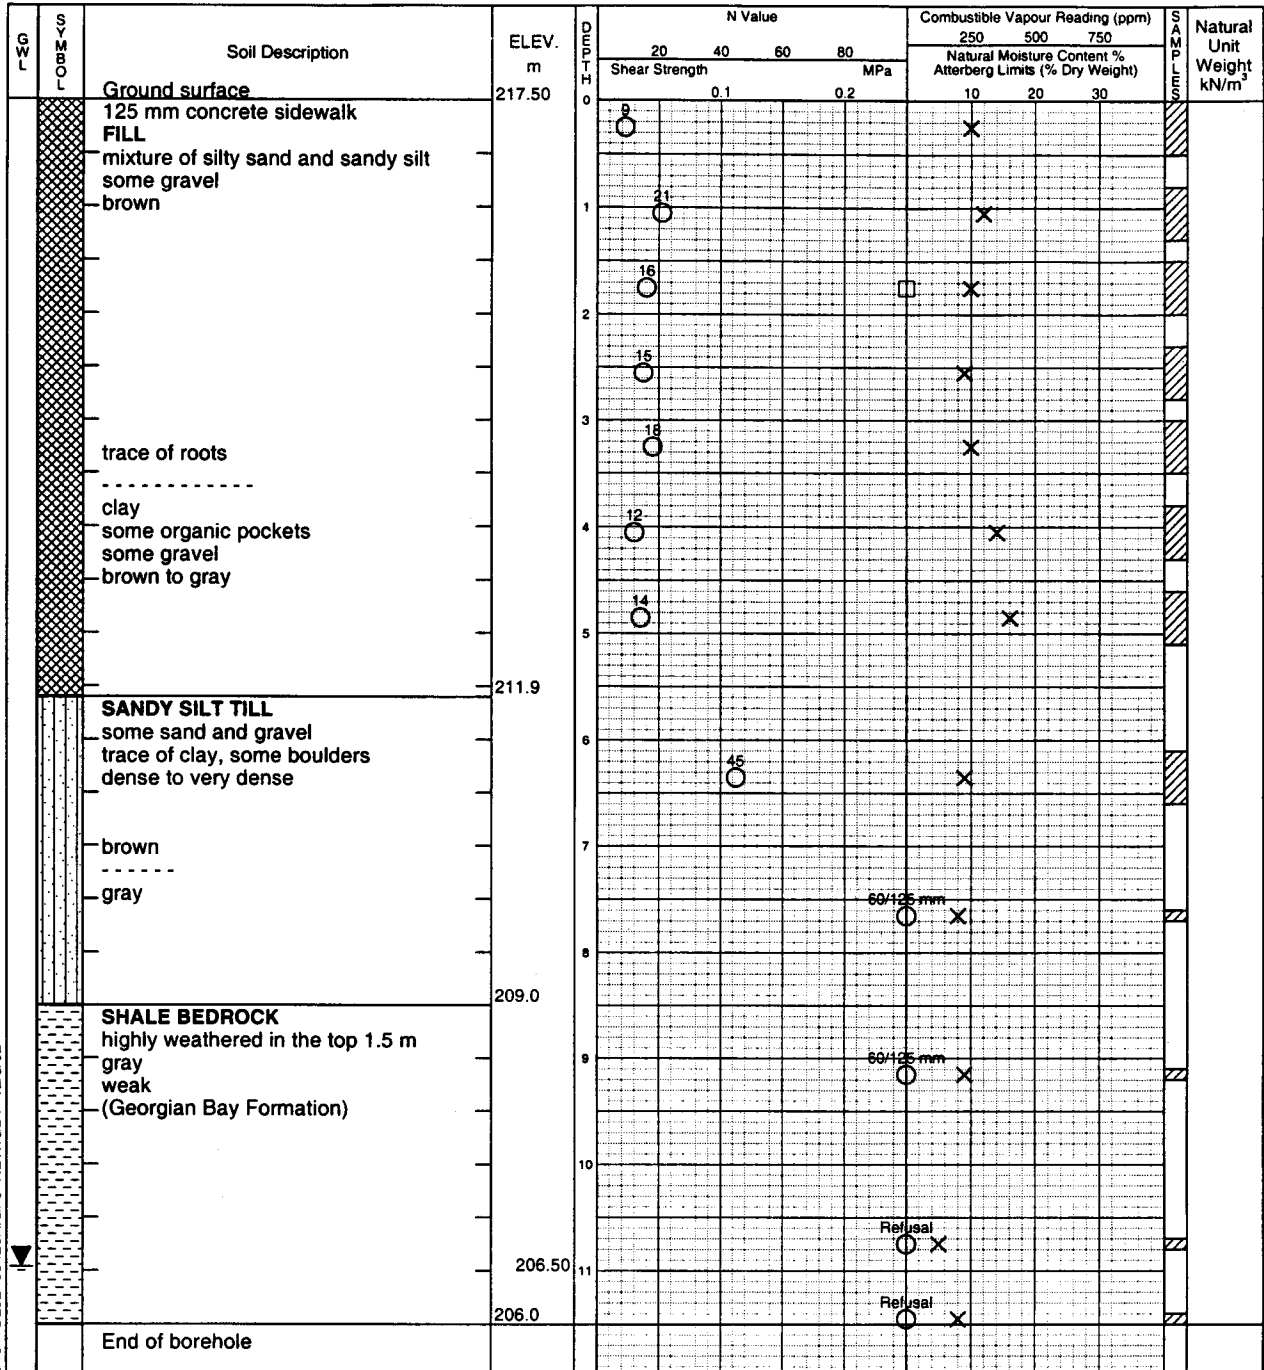 GWL
SYMBOL
Soil Description
ELEV.
m
DEPTH
N Value
20 40 60 80
Shear Strength MPa
0.1 0.2
Combustible Vapour Reading (ppm)
250 500 750
Natural Moisture Content %
Atterberg Limits (% Dry Weight)
10 20 30
SAMPLES
Natural
Unit
Weight
kN/m³
Ground surface
217.50
0
125 mm concrete sidewalk
9
FILL
mixture of silty sand and sandy silt
some gravel
brown
21
1
16
2
15
18
3
trace of roots
clay
12
some organic pockets
4
some gravel
brown to gray
14
5
211.9
SANDY SILT TILL
some sand and gravel
6
trace of clay, some boulders
45
dense to very dense
brown
7
gray
60/125 mm
8
209.0
SHALE BEDROCK
highly weathered in the top 1.5 m
9
60/125 mm
gray
weak
(Georgian Bay Formation)
10
Refusal
206.50
11
Refusal
206.0
End of borehole